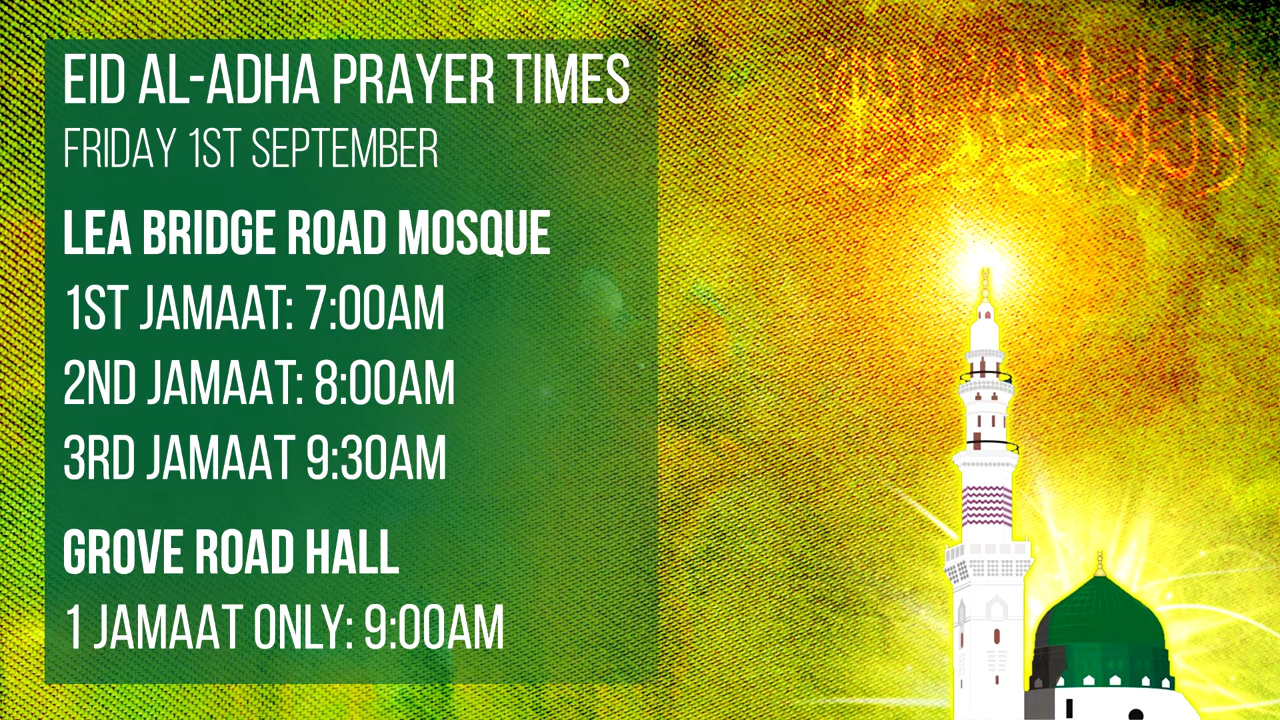 EID AL-ADHA PRAYER TIMES
FRIDAY 1ST SEPTEMBER
LEA BRIDGE ROAD MOSQUE
1ST JAMAAT: 7:00AM
2ND JAMAAT: 8:00AM
3RD JAMAAT 9:30AM
GROVE ROAD HALL
1 JAMAAT ONLY: 9:00AM